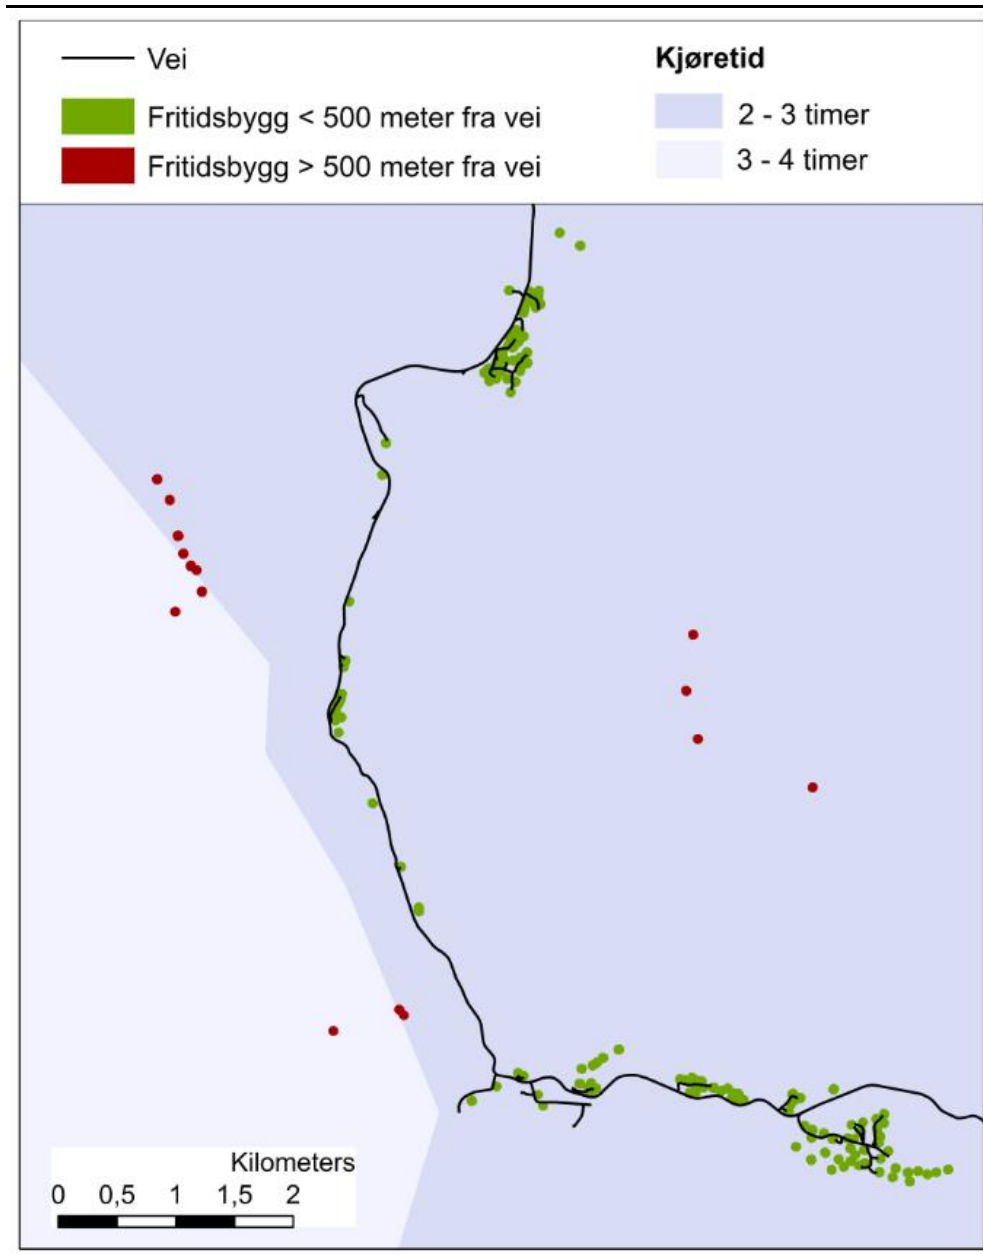 Vei
Fritidsbygg < 500 meter fra vei
Fritidsbygg > 500 meter fra vei
Kjøretid
2 - 3 timer
3 - 4 timer
Kilometers
0 0,5 1 1,5 2